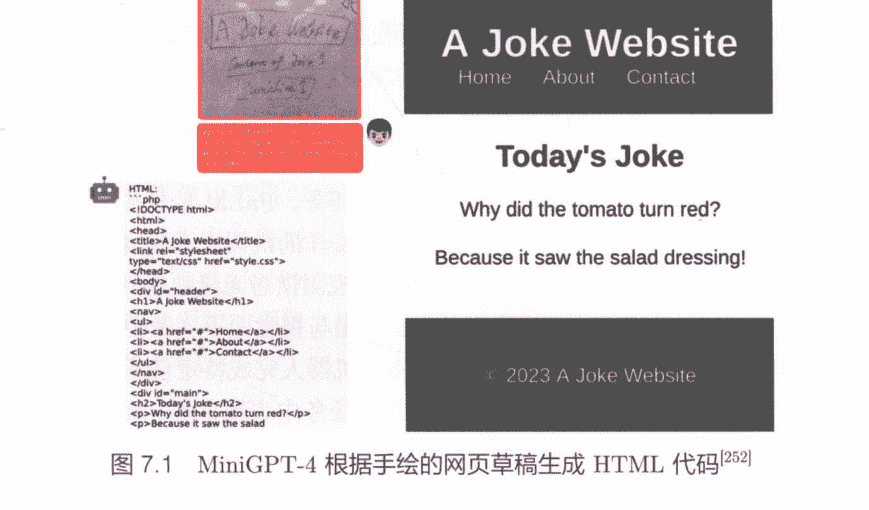 A Joke Website
HTML:
```php
<!DOCTYPE html>
<html>
<head>
<title>A Joke Website</title>
<link rel="stylesheet"
type="text/css" href="style.css">
</head>
<body>
<div id="header">
<h1>A Joke Website</h1>
<nav>
<ul>
<li><a href="#">Home</a></li>
<li><a href="#">About</a></li>
<li><a href="#">Contact</a></li>
</ul>
</nav>
</div>
<div id="main">
<h2>Today's Joke</h2>
<p>Why did the tomato turn red?</p>
<p>Because it saw the salad
A Joke Website
Home About Contact
Today's Joke
Why did the tomato turn red?
Because it saw the salad dressing!
© 2023 A Joke Website
图 7.1 MiniGPT-4 根据手绘的网页草稿生成 HTML 代码[252]